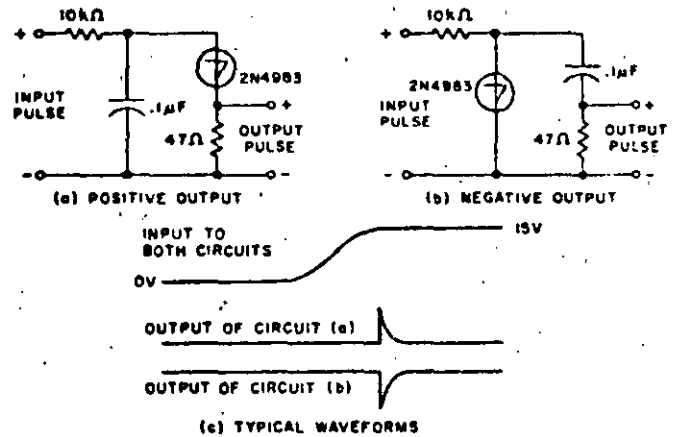 10kΩ
+
2N4983
INPUT
PULSE
.1µF
+
47Ω
OUTPUT
PULSE
-
-
(a) POSITIVE OUTPUT
10kΩ
+
2N4983
.1µF
INPUT
PULSE
+
47Ω
OUTPUT
PULSE
-
-
(b) NEGATIVE OUTPUT
INPUT TO
BOTH CIRCUITS
15V
0V
OUTPUT OF CIRCUIT (a)
OUTPUT OF CIRCUIT (b)
(c) TYPICAL WAVEFORMS